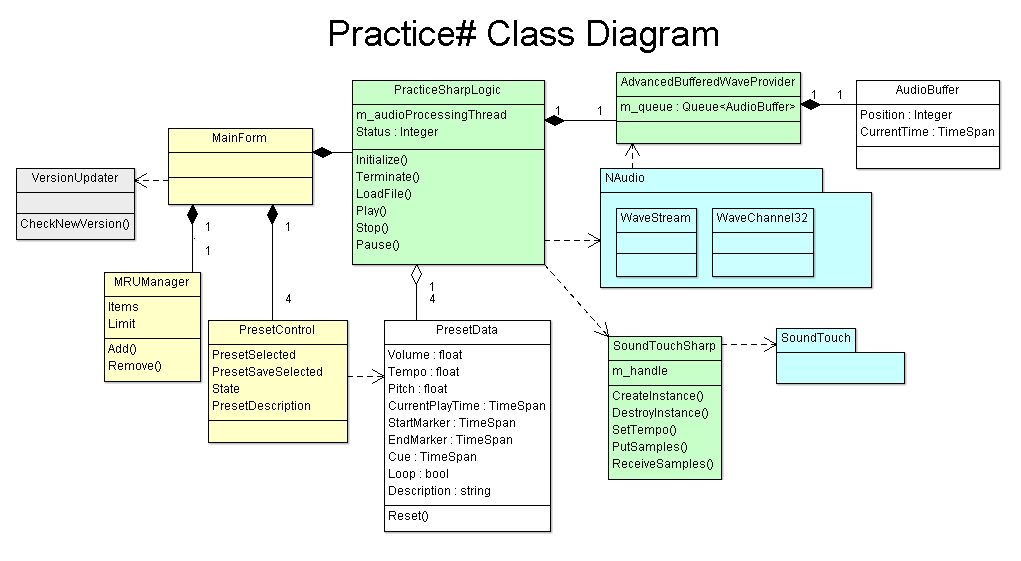 Practice# Class Diagram
AdvancedBufferedWaveProvider
m_queue : Queue<AudioBuffer>
1
1
AudioBuffer
Position : Integer
CurrentTime : TimeSpan
PracticeSharpLogic
m_audioProcessingThread
Status : Integer
Initialize()
Terminate()
LoadFile()
Play()
Stop()
Pause()
1
1
MainForm
VersionUpdater
CheckNewVersion()
NAudio
WaveStream
WaveChannel32
1
1
1
4
1
4
MRUManager
Items
Limit
Add()
Remove()
PresetControl
PresetSelected
PresetSaveSelected
State
PresetDescription
PresetData
Volume : float
Tempo : float
Pitch : float
CurrentPlayTime : TimeSpan
StartMarker : TimeSpan
EndMarker : TimeSpan
Cue : TimeSpan
Loop : bool
Description : string
Reset()
SoundTouchSharp
m_handle
CreateInstance()
DestroyInstance()
SetTempo()
PutSamples()
ReceiveSamples()
SoundTouch